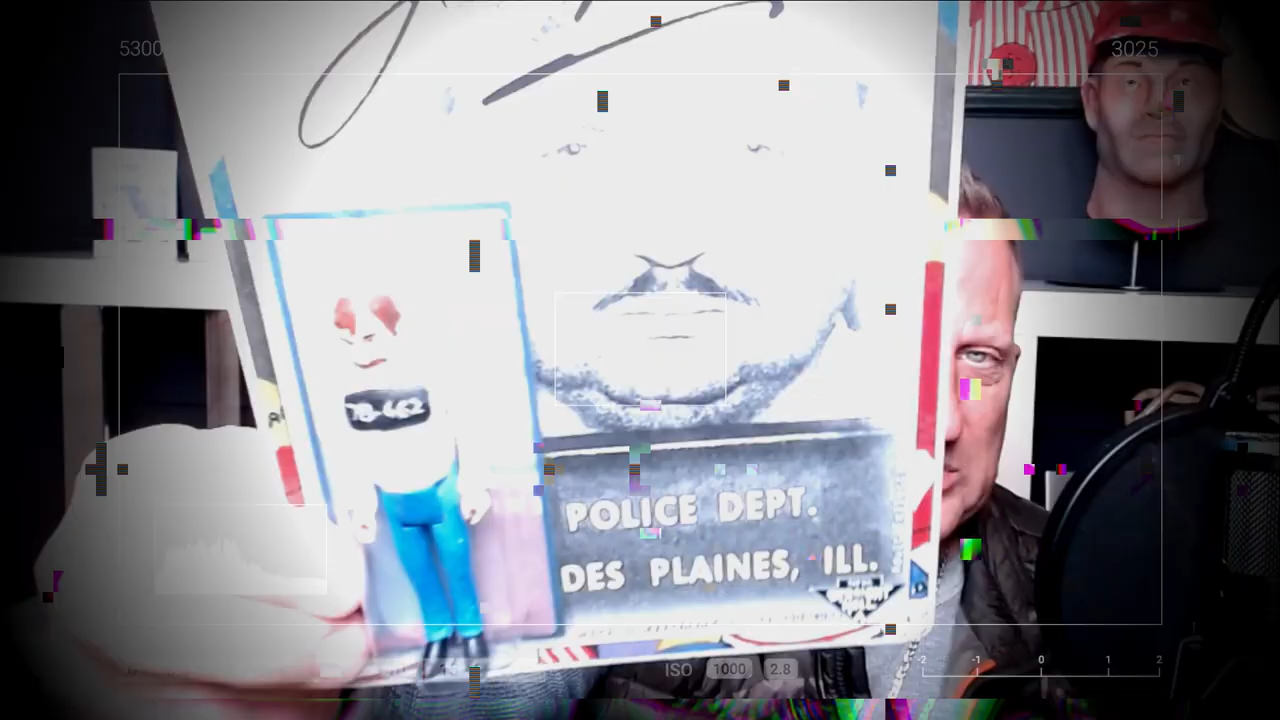 5300
3025
78-462
POLICE DEPT.
DES PLAINES, ILL.
ISO 1000 2.8
-2 -1 0 1 2